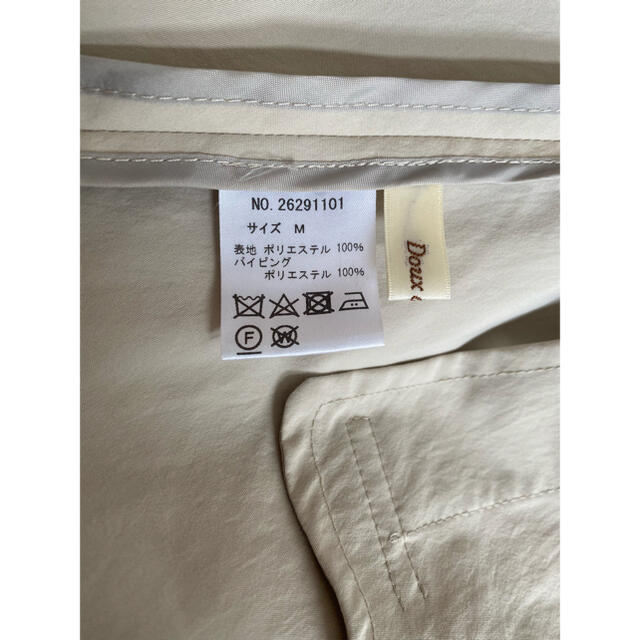 NO. 26291101
サイズ M
表地 ポリエステル 100%
パイピング
ポリエステル 100%
F
W
Doux